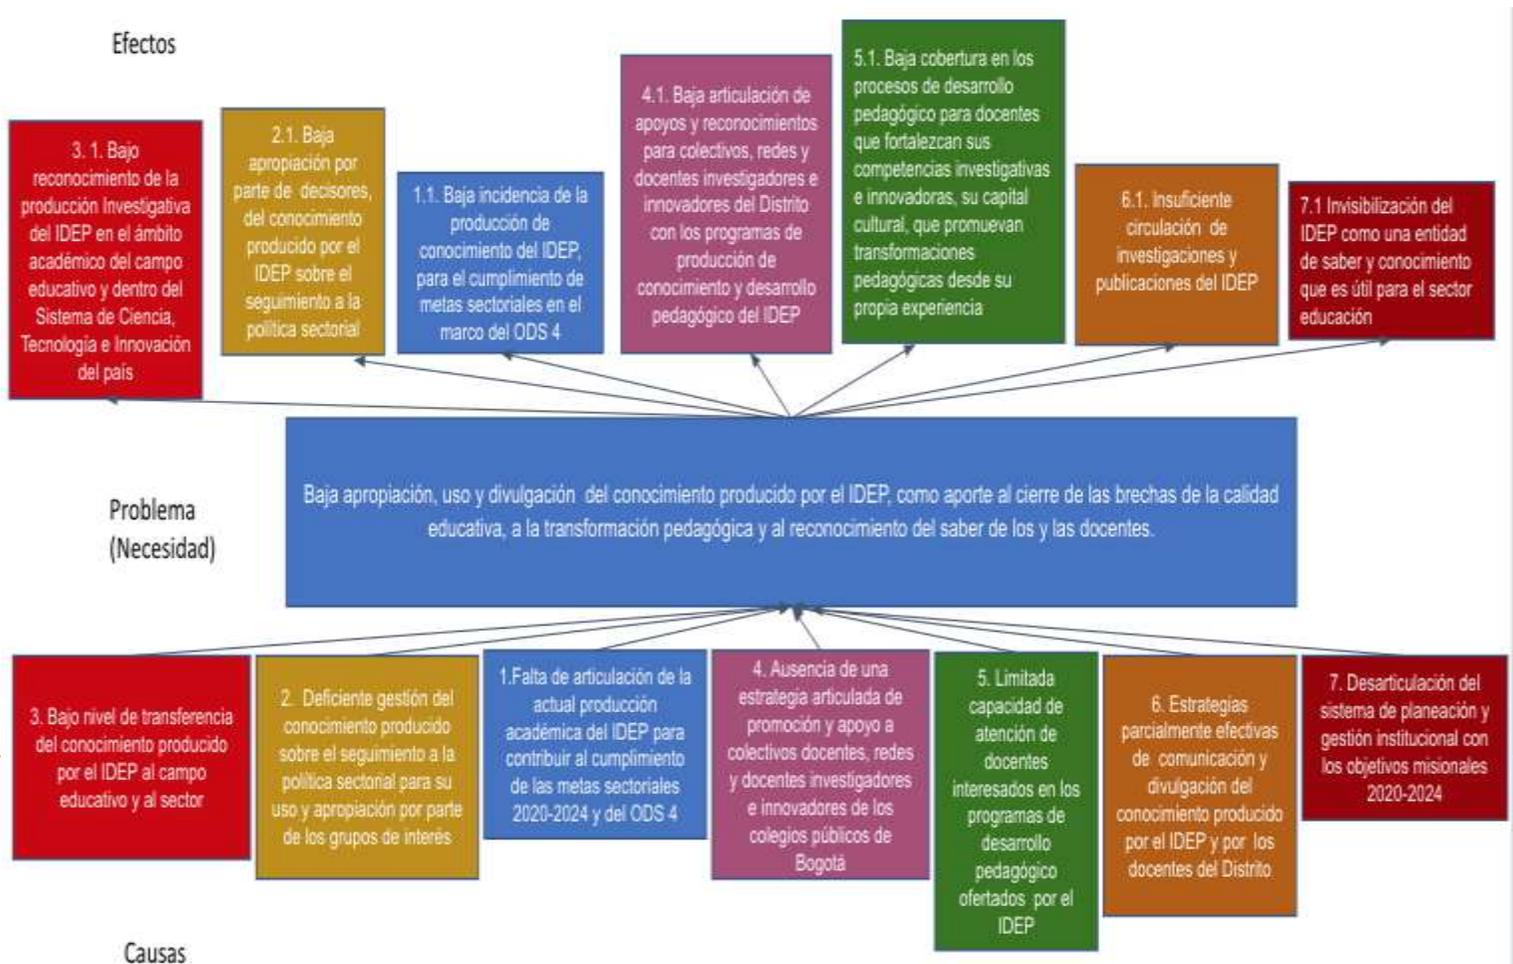 Efectos
3. 1. Bajo
reconocimiento de la
producción Investigativa
del IDEP en el ámbito
académico del campo
educativo y dentro del
Sistema de Ciencia,
Tecnología e Innovación
del país
2.1. Baja
apropiación por
parte de decisores,
del conocimiento
producido por el
IDEP sobre el
seguimiento a la
política sectorial
1.1. Baja incidencia de la
producción de
conocimiento del IDEP,
para el cumplimiento de
metas sectoriales en el
marco del ODS 4
4.1. Baja articulación de
apoyos y reconocimientos
para colectivos, redes y
docentes investigadores e
innovadores del Distrito
con los programas de
producción de
conocimiento y desarrollo
pedagógico del IDEP
5.1. Baja cobertura en los
procesos de desarrollo
pedagógico para docentes
que fortalezcan sus
competencias investigativas
e innovadoras, su capital
cultural, que promuevan
transformaciones
pedagógicas desde su
propia experiencia
6.1. Insuficiente
circulación de
investigaciones y
publicaciones del IDEP
7.1 Invisibilización del
IDEP como una entidad
de saber y conocimiento
que es útil para el sector
educación
Problema
(Necesidad)
Baja apropiación, uso y divulgación del conocimiento producido por el IDEP, como aporte al cierre de las brechas de la calidad
educativa, a la transformación pedagógica y al reconocimiento del saber de los y las docentes.
3. Bajo nivel de transferencia
del conocimiento producido
por el IDEP al campo
educativo y al sector
2. Deficiente gestión del
conocimiento producido
sobre el seguimiento a la
política sectorial para su
uso y apropiación por parte
de los grupos de interés
1.Falta de articulación de la
actual producción
académica del IDEP para
contribuir al cumplimiento
de las metas sectoriales
2020-2024 y del ODS 4
4. Ausencia de una
estrategia articulada de
promoción y apoyo a
colectivos docentes, redes
y docentes investigadores
e innovadores de los
colegios públicos de
Bogotá
5. Limitada
capacidad de
atención de
docentes
interesados en los
programas de
desarrollo
pedagógico
ofertados por el
IDEP
6. Estrategias
parcialmente efectivas
de comunicación y
divulgación del
conocimiento producido
por el IDEP y por los
docentes del Distrito
7. Desarticulación del
sistema de planeación y
gestión institucional con
los objetivos misionales
2020-2024
Causas